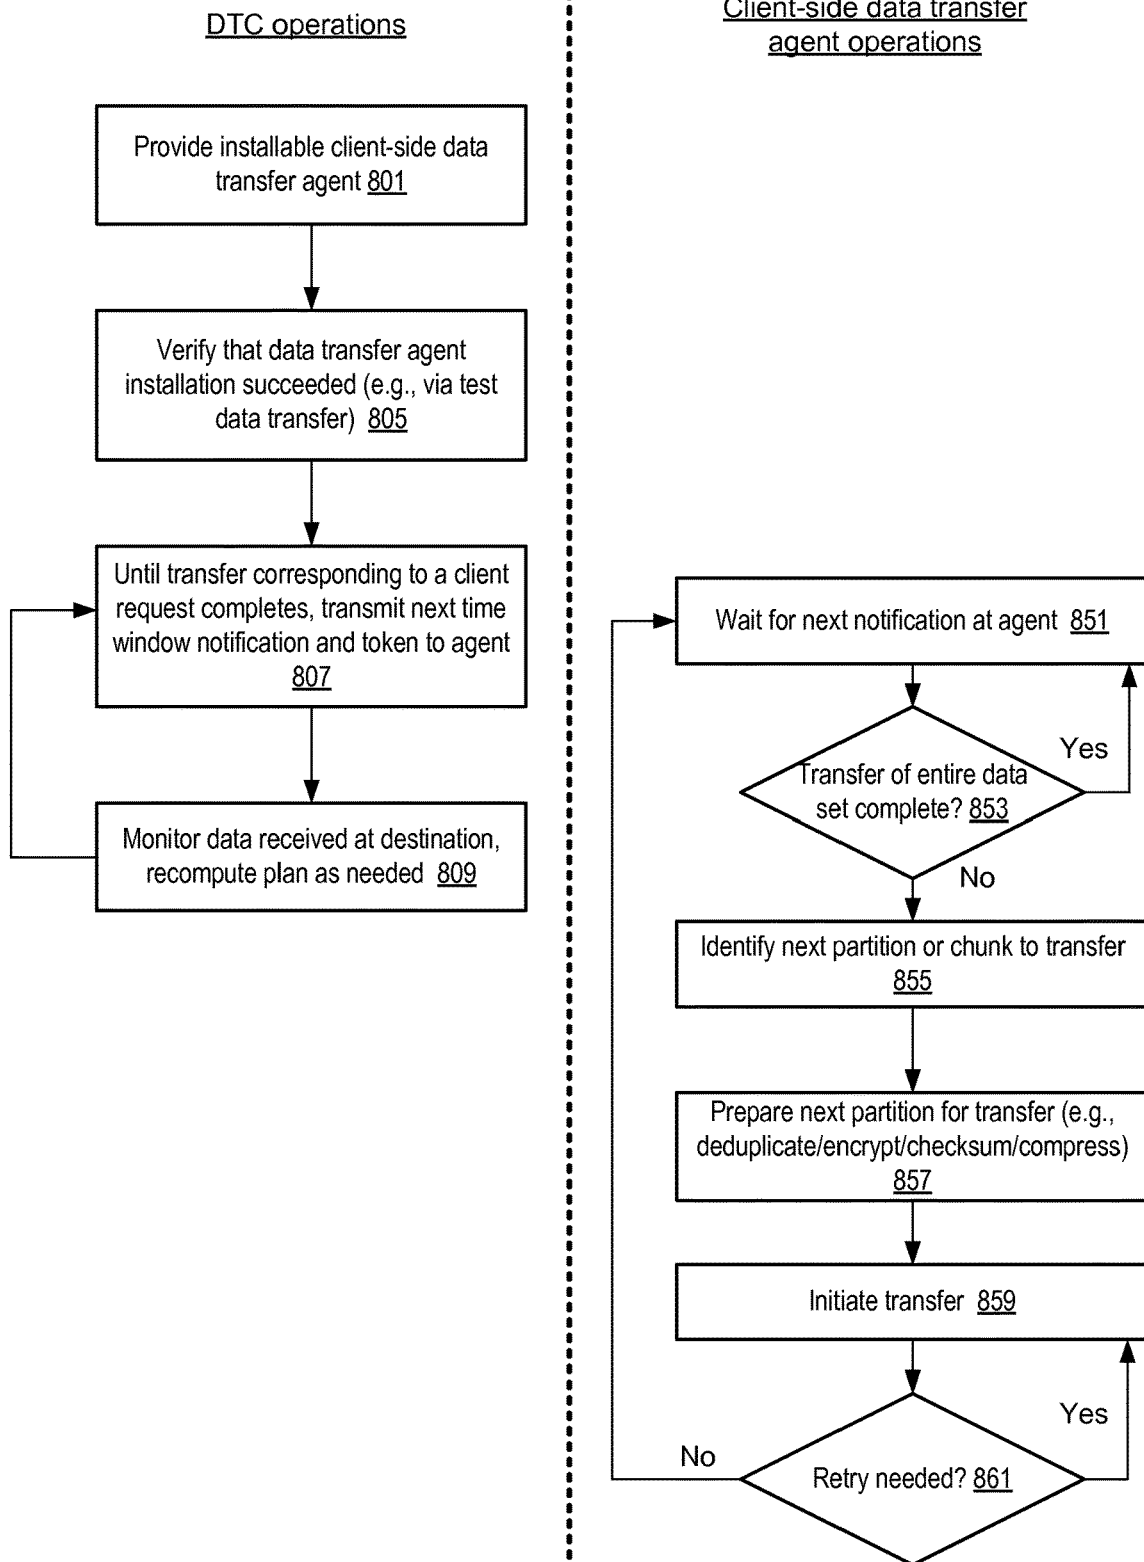 DTC operations
Provide installable client-side data
transfer agent 801
Verify that data transfer agent
installation succeeded (e.g., via test
data transfer) 805
Until transfer corresponding to a client
request completes, transmit next time
window notification and token to agent
807
Monitor data received at destination,
recompute plan as needed 809
Client-side data transfer
agent operations
Wait for next notification at agent 851
Yes
Transfer of entire data
set complete? 853
No
Identify next partition or chunk to transfer
855
Prepare next partition for transfer (e.g.,
deduplicate/encrypt/checksum/compress)
857
Initiate transfer 859
Yes
No
Retry needed? 861